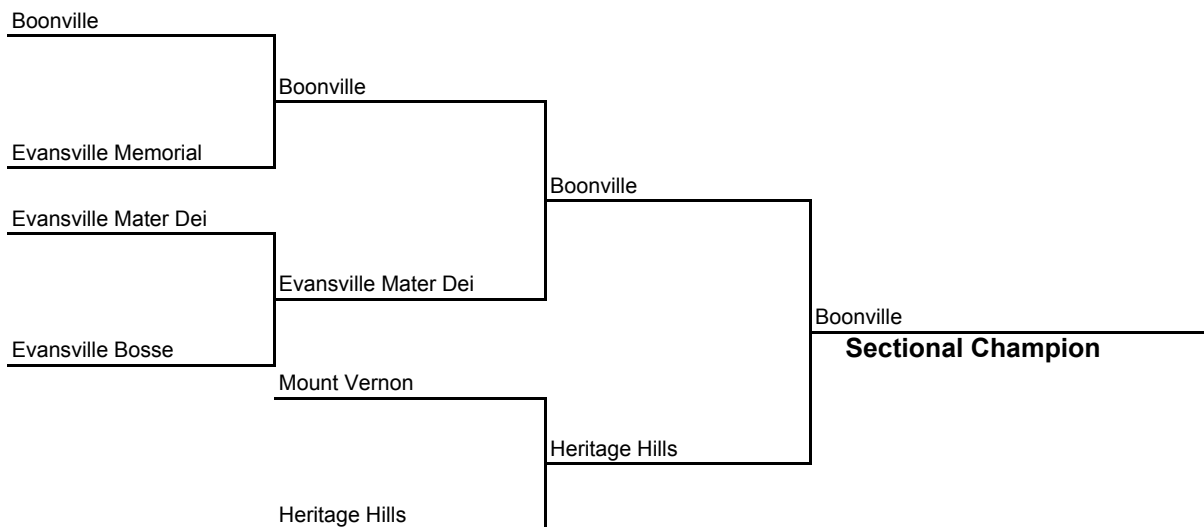 Boonville
Boonville
Evansville Memorial
Boonville
Evansville Mater Dei
Evansville Mater Dei
Boonville
Evansville Bosse
Sectional Champion
Mount Vernon
Heritage Hills
Heritage Hills